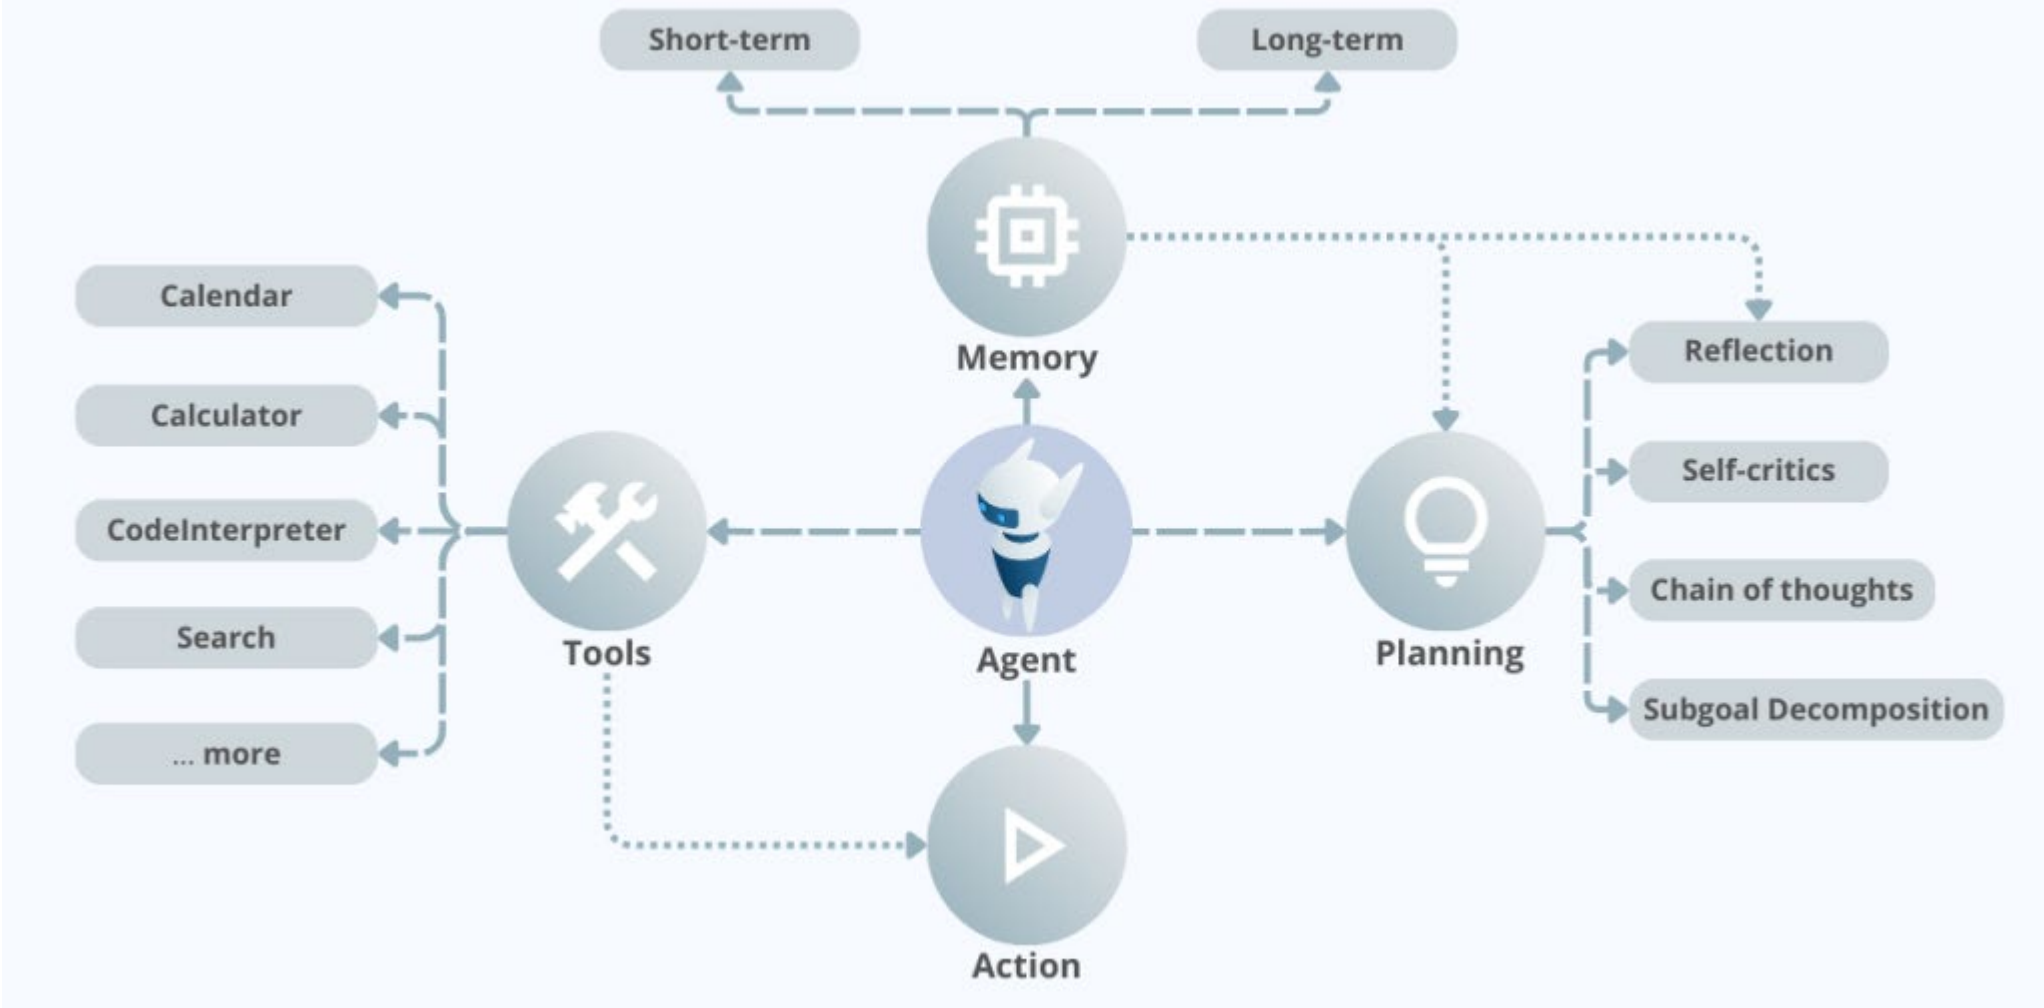 Short-term
Long-term
Memory
Calendar
Calculator
CodeInterpreter
Search
... more
Tools
Agent
Planning
Reflection
Self-critics
Chain of thoughts
Subgoal Decomposition
Action